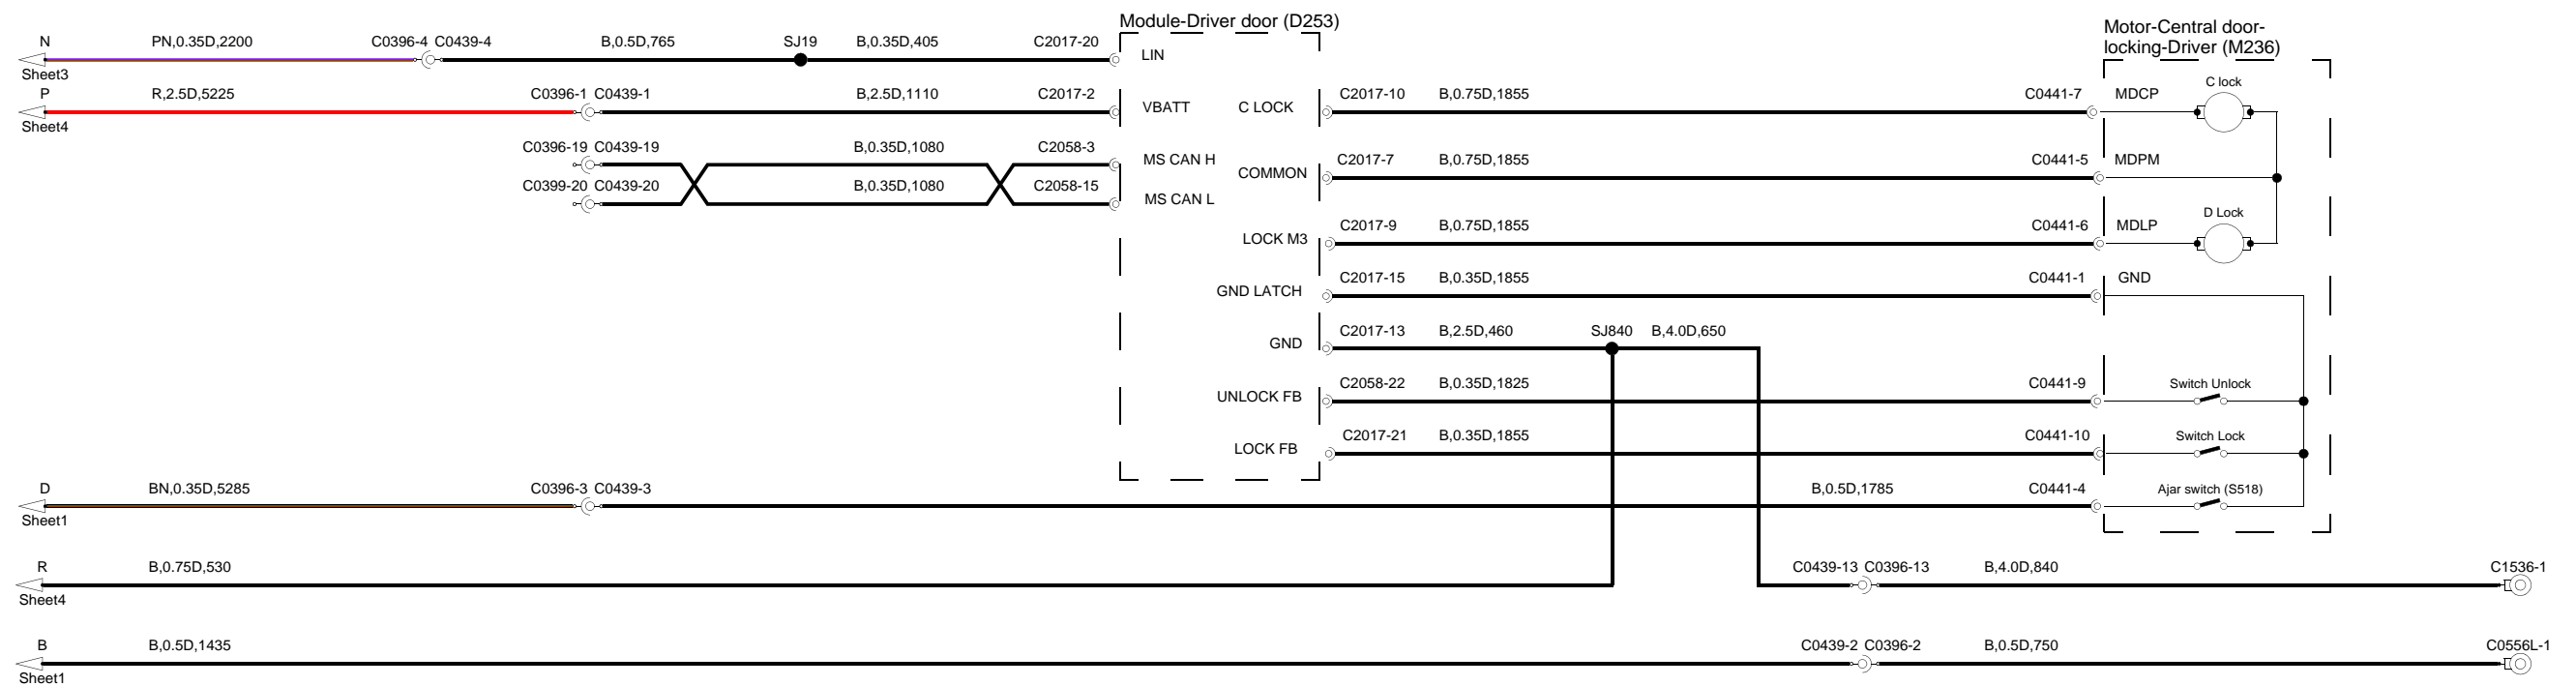 Module-Driver door (D253)
Motor-Central door-
locking-Driver (M236)
N PN,0.35D,2200 C0396-4 C0439-4 B,0.5D,765 SJ19 B,0.35D,405 C2017-20 LIN
Sheet3
P R,2.5D,5225 C0396-1 C0439-1 B,2.5D,1110 C2017-2 VBATT C LOCK C2017-10 B,0.75D,1855 C0441-7 MDCP C lock
Sheet4
C0396-19 C0439-19 B,0.35D,1080 C2058-3 MS CAN H
COMMON C2017-7 B,0.75D,1855 C0441-5 MDPM
C0399-20 C0439-20 B,0.35D,1080 C2058-15 MS CAN L
LOCK M3 C2017-9 B,0.75D,1855 C0441-6 MDLP D Lock
GND LATCH C2017-15 B,0.35D,1855 C0441-1 GND
GND C2017-13 B,2.5D,460 SJ840 B,4.0D,650
UNLOCK FB C2058-22 B,0.35D,1825 C0441-9 Switch Unlock
LOCK FB C2017-21 B,0.35D,1855 C0441-10 Switch Lock
D BN,0.35D,5285 C0396-3 C0439-3 B,0.5D,1785 C0441-4 Ajar switch (S518)
Sheet1
R B,0.75D,530 C0439-13 C0396-13 B,4.0D,840 C1536-1
Sheet4
B B,0.5D,1435 C0439-2 C0396-2 B,0.5D,750 C0556L-1
Sheet1